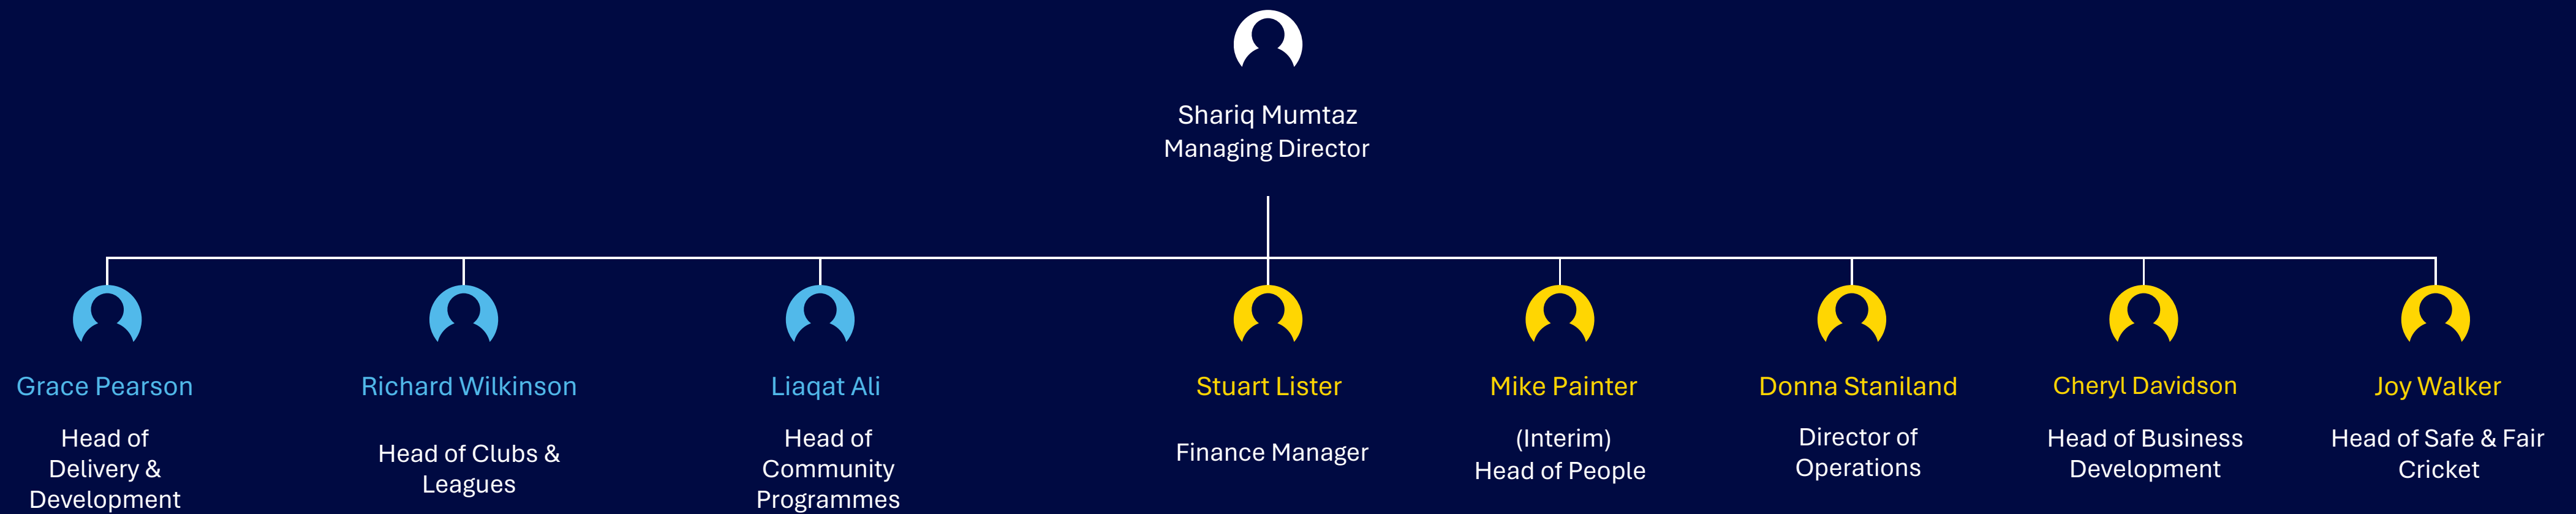 Shariq Mumtaz
Managing Director
Grace Pearson
Head of
Delivery &
Development
Richard Wilkinson
Head of Clubs &
Leagues
Liaqat Ali
Head of
Community
Programmes
Stuart Lister
Finance Manager
Mike Painter
(Interim)
Head of People
Donna Staniland
Director of
Operations
Cheryl Davidson
Head of Business
Development
Joy Walker
Head of Safe & Fair
Cricket